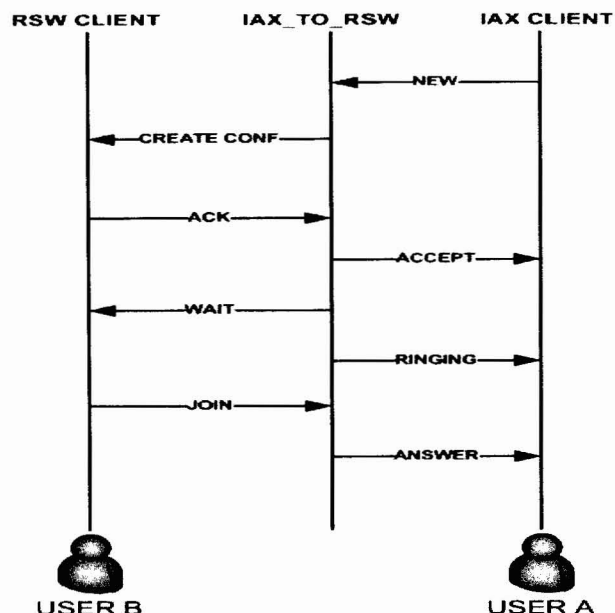 RSW CLIENT IAX_TO_RSW IAX CLIENT
NEW
CREATE CONF
ACK
ACCEPT
WAIT
RINGING
JOIN
ANSWER
USER B USER A